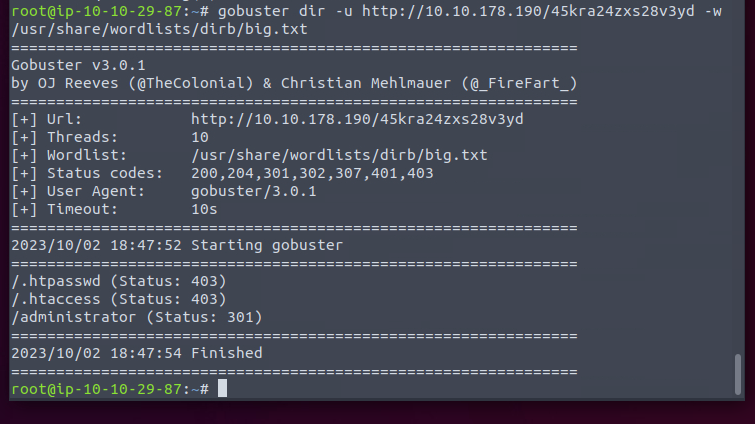 root@ip-10-10-29-87:~# gobuster dir -u http://10.10.178.190/45kra24zxs28v3yd -w
/usr/share/wordlists/dirb/big.txt
===============================================================
Gobuster v3.0.1
by OJ Reeves (@TheColonial) & Christian Mehlmauer (@_FireFart_)
===============================================================
[+] Url:            http://10.10.178.190/45kra24zxs28v3yd
[+] Threads:        10
[+] Wordlist:       /usr/share/wordlists/dirb/big.txt
[+] Status codes:   200,204,301,302,307,401,403
[+] User Agent:     gobuster/3.0.1
[+] Timeout:        10s
===============================================================
2023/10/02 18:47:52 Starting gobuster
===============================================================
/.htpasswd (Status: 403)
/.htaccess (Status: 403)
/administrator (Status: 301)
===============================================================
2023/10/02 18:47:54 Finished
===============================================================
root@ip-10-10-29-87:~#